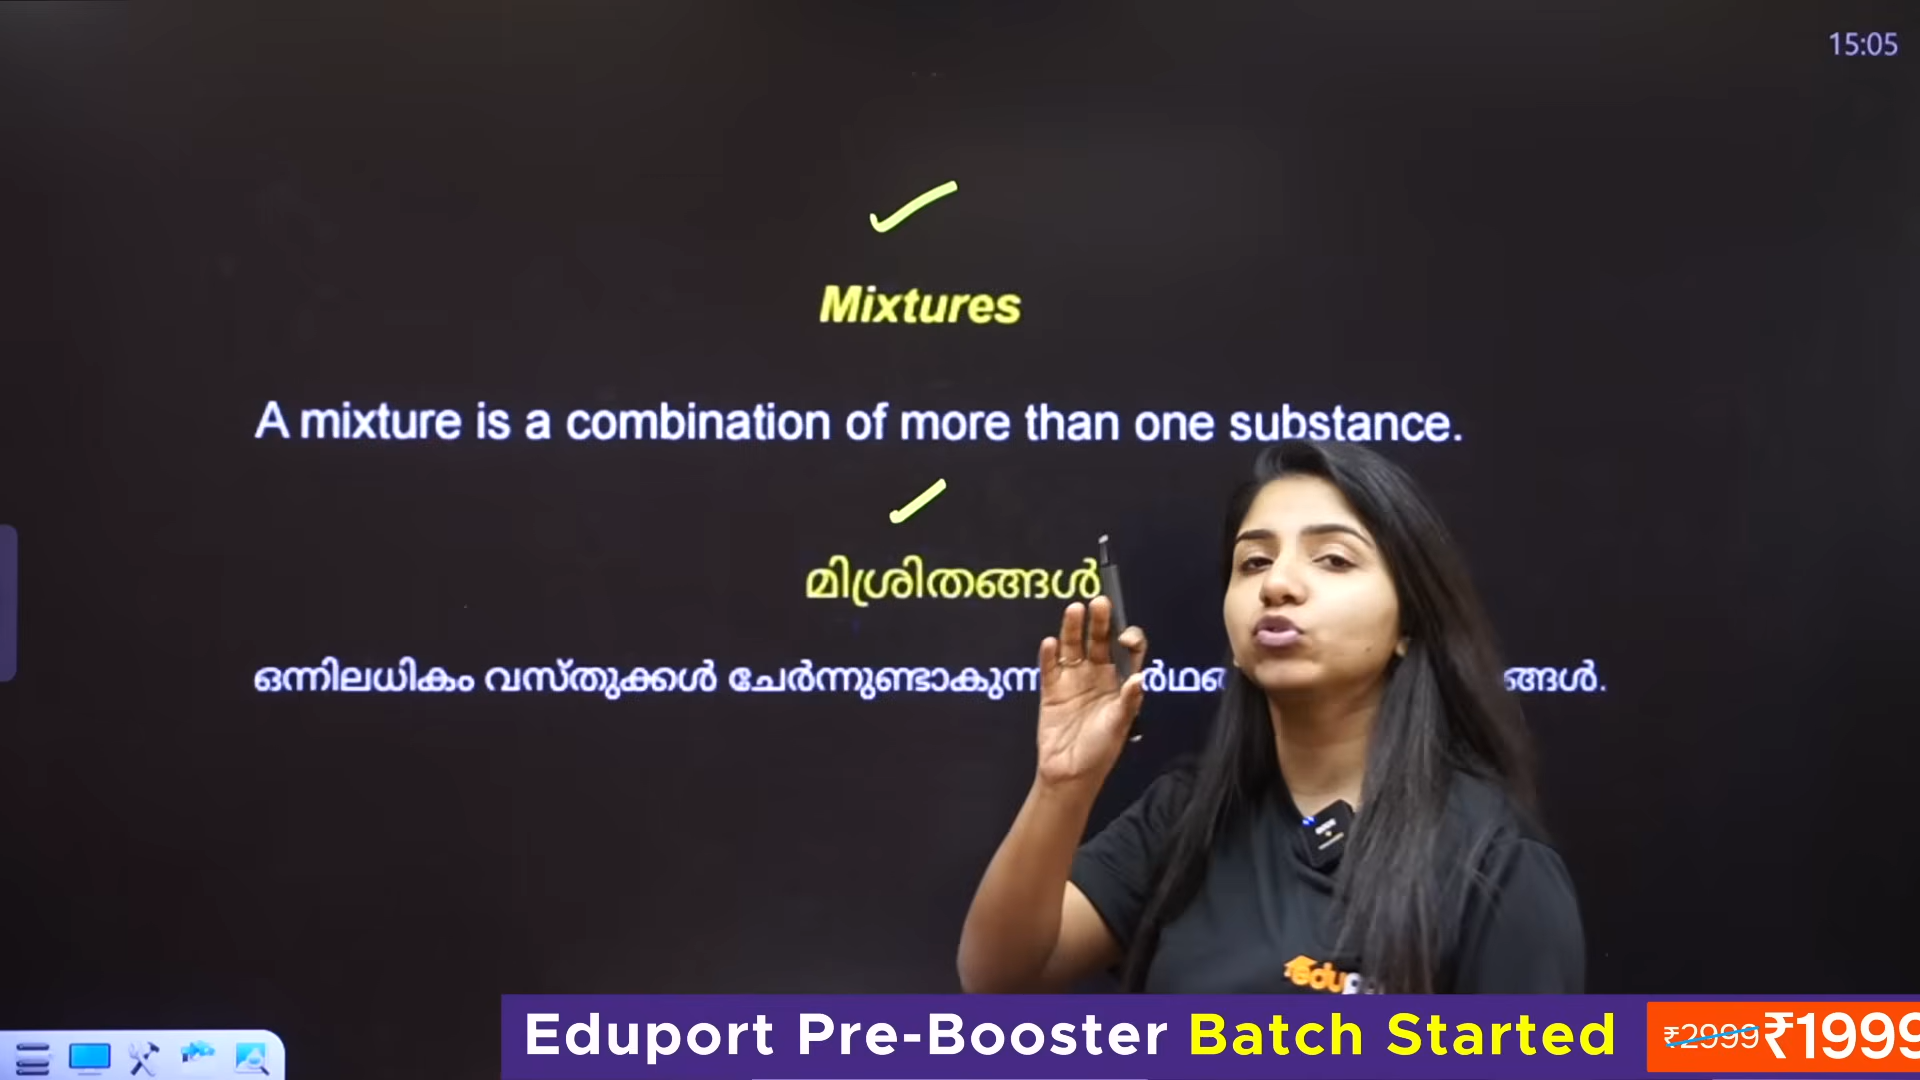 15:05
Mixtures
A mixture is a combination of more than one substance.
മിശ്രിതങ്ങൾ
ഒന്നിലധികം വസ്തുക്കൾ ചേർന്നുണ്ടാകുന്ന
Eduport Pre-Booster Batch Started ₹2999 ₹1999